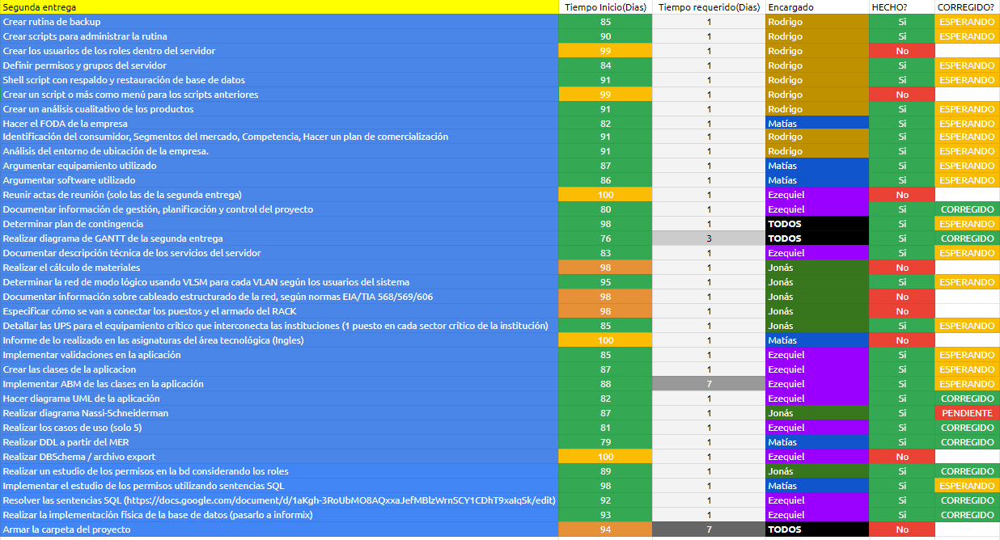 Segunda entrega Tiempo Inicio(Dias) Tiempo requerido(Dias) Encargado HECHO? CORREGIDO?
Crear rutina de backup 85 1 Rodrigo Si ESPERANDO
Crear scripts para administrar la rutina 90 1 Rodrigo Si ESPERANDO
Crear los usuarios de los roles dentro del servidor 99 1 Rodrigo No
Definir permisos y grupos del servidor 84 1 Rodrigo Si ESPERANDO
Shell script con respaldo y restauración de base de datos 91 1 Rodrigo Si ESPERANDO
Crear un script o más como menú para los scripts anteriores 99 1 Rodrigo No
Crear un análisis cualitativo de los productos 91 1 Rodrigo Si ESPERANDO
Hacer el FODA de la empresa 82 1 Matías Si ESPERANDO
Identificación del consumidor, Segmentos del mercado, Competencia, Hacer un plan de comercialización 91 1 Rodrigo Si ESPERANDO
Análisis del entorno de ubicación de la empresa. 91 1 Rodrigo Si ESPERANDO
Argumentar equipamiento utilizado 87 1 Matías Si ESPERANDO
Argumentar software utilizado 86 1 Matías Si ESPERANDO
Reunir actas de reunión (solo las de la segunda entrega) 100 1 Ezequiel No
Documentar información de gestión, planificación y control del proyecto 80 1 Ezequiel Si CORREGIDO
Determinar plan de contingencia 98 1 TODOS Si ESPERANDO
Realizar diagrama de GANTT de la segunda entrega 76 3 TODOS Si CORREGIDO
Documentar descripción técnica de los servicios del servidor 83 1 Ezequiel Si ESPERANDO
Realizar el cálculo de materiales 98 1 Jonás No
Determinar la red de modo lógico usando VLSM para cada VLAN según los usuarios del sistema 95 1 Jonás Si ESPERANDO
Documentar información sobre cableado estructurado de la red, según normas EIA/TIA 568/569/606 98 1 Jonás No
Especificar cómo se van a conectar los puestos y el armado del RACK 98 1 Jonás No
Detallar las UPS para el equipamiento critico que interconecta las instituciones (1 puesto en cada sector crítico de la institución) 85 1 Jonás Si ESPERANDO
Informe de lo realizado en las asignaturas del área tecnológica (Ingles) 100 1 Matías No
Implementar validaciones en la aplicación 85 1 Ezequiel Si ESPERANDO
Crear las clases de la aplicacion 87 1 Ezequiel Si ESPERANDO
Implementar ABM de las clases en la aplicación 88 7 Ezequiel Si ESPERANDO
Hacer diagrama UML de la aplicación 82 1 Ezequiel Si CORREGIDO
Realizar diagrama Nassi-Schneiderman 87 1 Jonás Si PENDIENTE
Realizar los casos de uso (solo 5) 81 1 Ezequiel Si CORREGIDO
Realizar DDL a partir del MER 79 1 Matías Si CORREGIDO
Realizar DBSchema / archivo export 100 1 Ezequiel No
Realizar un estudio de los permisos en la bd considerando los roles 89 1 Jonás Si CORREGIDO
Implementar el estudio de los permisos utilizando sentencias SQL 98 1 Matías Si ESPERANDO
Resolver las sentencias SQL (https://docs.google.com/document/d/1aKgh-3RoUbMO8AQxxaJefMBlzWrnSCY1CDhT9xaIqSk/edit) 92 1 Ezequiel Si CORREGIDO
Realizar la implementación física de la base de datos (pasarlo a informix) 93 1 Ezequiel Si CORREGIDO
Armar la carpeta del proyecto 94 7 TODOS No